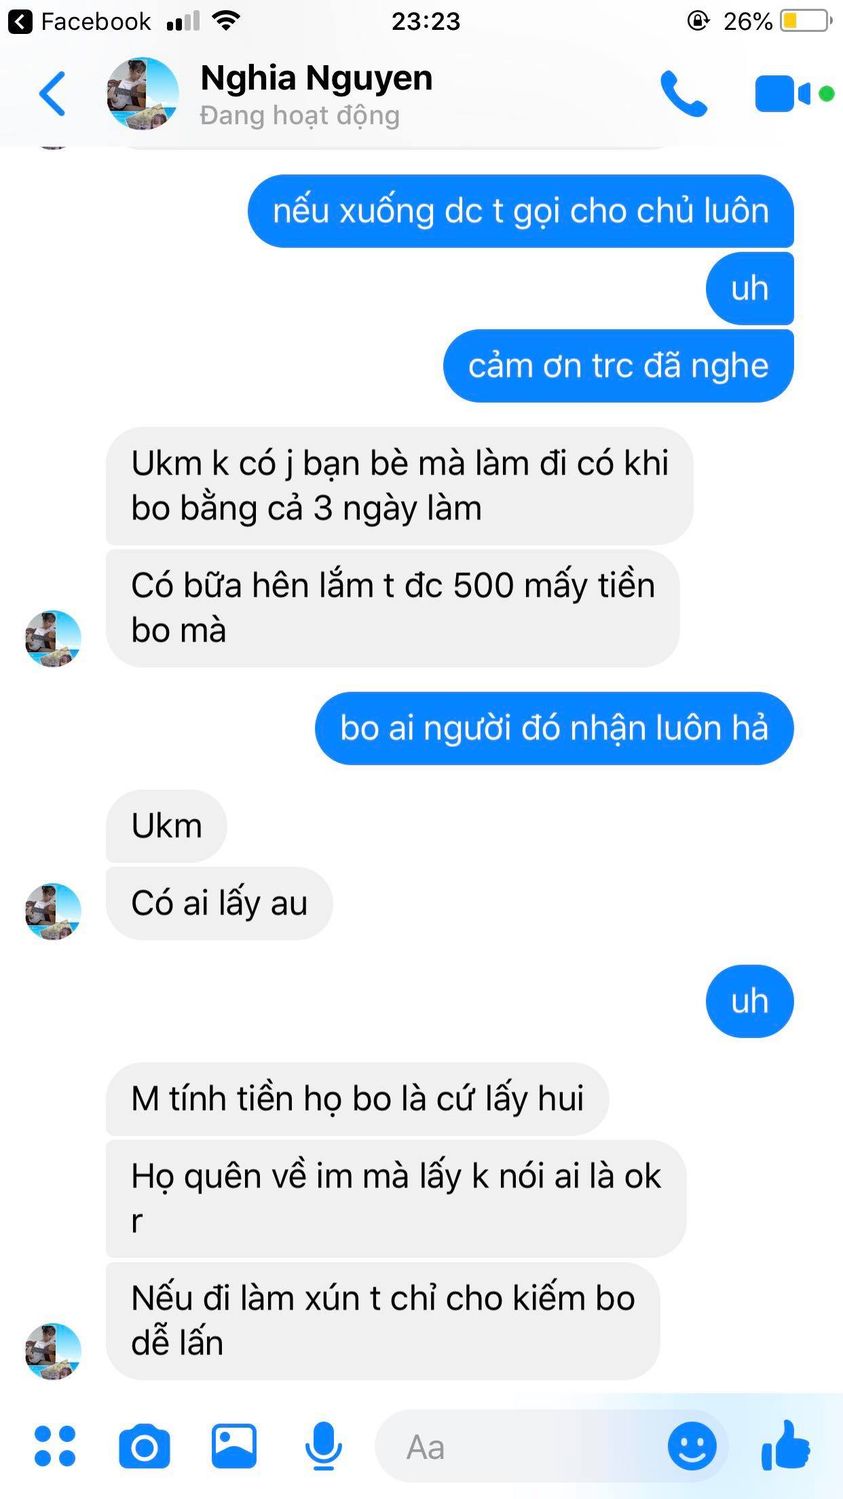 Facebook
23:23
26%
Nghia Nguyen
Đang hoạt động
nếu xuống dc t gọi cho chủ luôn
uh
cảm ơn trc đã nghe
Ukm k có j bạn bè mà làm đi có khi
bo bằng cả 3 ngày làm
Có bữa hên lắm t đc 500 mấy tiền
bo mà
bo ai người đó nhận luôn hả
Ukm
Có ai lấy au
uh
M tính tiền họ bo là cứ lấy hui
Họ quên về im mà lấy k nói ai là ok
r
Nếu đi làm xún t chỉ cho kiếm bo
dễ lấn
Aa